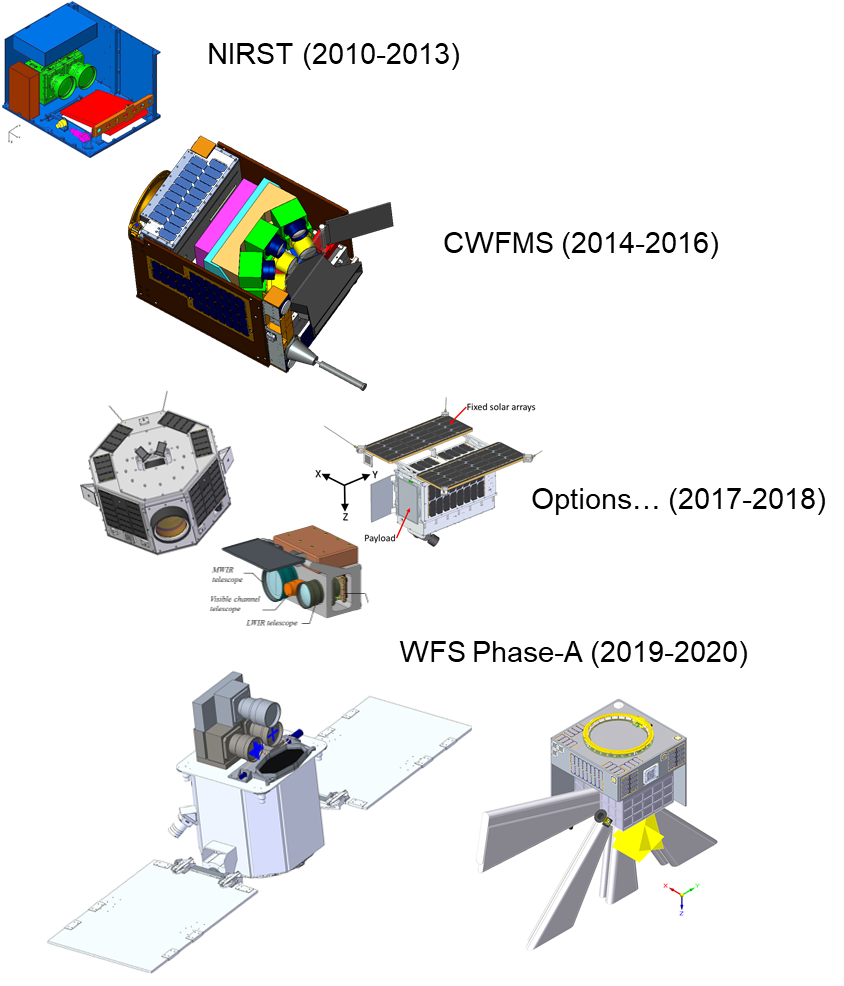 NIRST (2010-2013)
CWFMS (2014-2016)
Fixed solar arrays
X
Y
Z
Options… (2017-2018)
Payload
MWIR
telescope
Visible channel
telescope
LWIR telescope
WFS Phase-A (2019-2020)
X
Y
Z